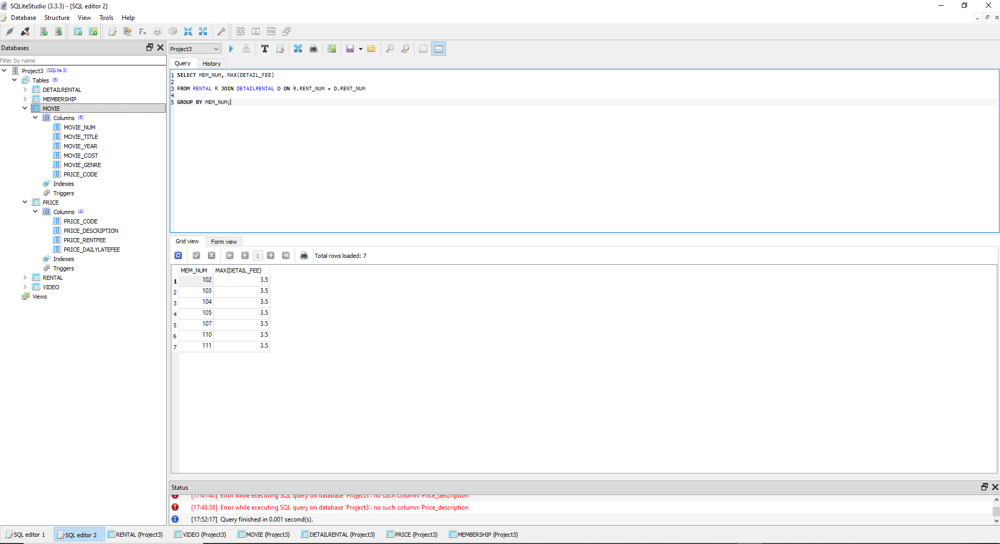 SQLiteStudio (3.3.3) - [SQL editor 2]
Database Structure View Tools Help
Databases
Filter by name
Project3 (SQLite 3)
Tables (6)
DETAILRENTAL
MEMBERSHIP
MOVIE
Columns (6)
MOVIE_NUM
MOVIE_TITLE
MOVIE_YEAR
MOVIE_COST
MOVIE_GENRE
PRICE_CODE
Indexes
Triggers
PRICE
Columns (4)
PRICE_CODE
PRICE_DESCRIPTION
PRICE_RENTFEE
PRICE_DAILYLATEFEE
Indexes
Triggers
RENTAL
VIDEO
Views
Project3
Query History
1 SELECT MEM_NUM, MAX(DETAIL_FEE)
2
3 FROM RENTAL R JOIN DETAILRENTAL D ON R.RENT_NUM = D.RENT_NUM
4
5 GROUP BY MEM_NUM;
Grid view Form view
1 Total rows loaded: 7
MEM_NUM MAX(DETAIL_FEE)
1 102 3.5
2 103 3.5
3 104 3.5
4 105 3.5
5 107 3.5
6 110 3.5
7 111 3.5
Status
[17:41:40] Error while executing SQL query on database 'Project3': no such column: Price_description
[17:48:38] Error while executing SQL query on database 'Project3': no such column: Price_description
[17:52:17] Query finished in 0.001 second(s).
SQL editor 1 SQL editor 2 RENTAL (Project3) VIDEO (Project3) MOVIE (Project3) DETAILRENTAL (Project3) PRICE (Project3) MEMBERSHIP (Project3)